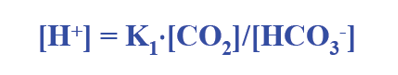 [H⁺] = K₁·[CO₂]/[HCO₃⁻]